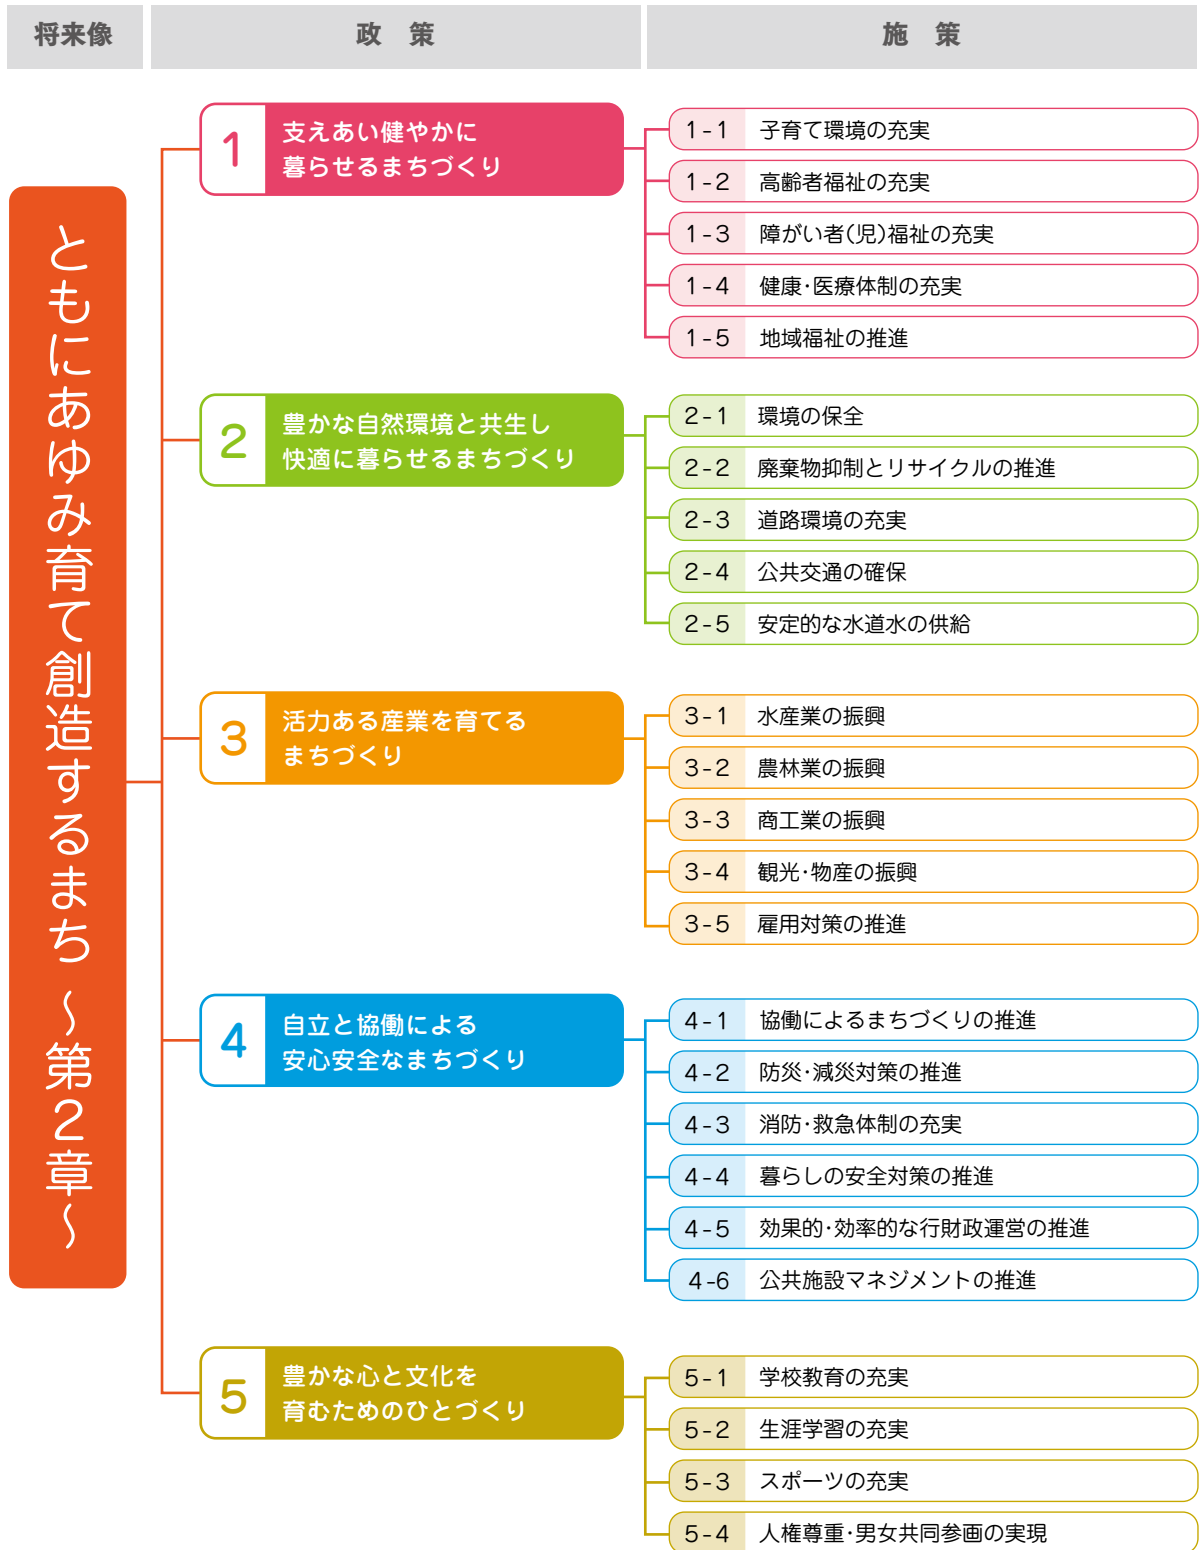 将来像
政 策
施 策
ともにあゆみ育て創造するまち ～第2章～
1
支えあい健やかに
暮らせるまちづくり
1-1 子育て環境の充実
1-2 高齢者福祉の充実
1-3 障がい者(児)福祉の充実
1-4 健康･医療体制の充実
1-5 地域福祉の推進
2
豊かな自然環境と共生し
快適に暮らせるまちづくり
2-1 環境の保全
2-2 廃棄物抑制とリサイクルの推進
2-3 道路環境の充実
2-4 公共交通の確保
2-5 安定的な水道水の供給
3
活力ある産業を育てる
まちづくり
3-1 水産業の振興
3-2 農林業の振興
3-3 商工業の振興
3-4 観光･物産の振興
3-5 雇用対策の推進
4
自立と協働による
安心安全なまちづくり
4-1 協働によるまちづくりの推進
4-2 防災･減災対策の推進
4-3 消防･救急体制の充実
4-4 暮らしの安全対策の推進
4-5 効果的･効率的な行財政運営の推進
4-6 公共施設マネジメントの推進
5
豊かな心と文化を
育むためのひとづくり
5-1 学校教育の充実
5-2 生涯学習の充実
5-3 スポーツの充実
5-4 人権尊重･男女共同参画の実現